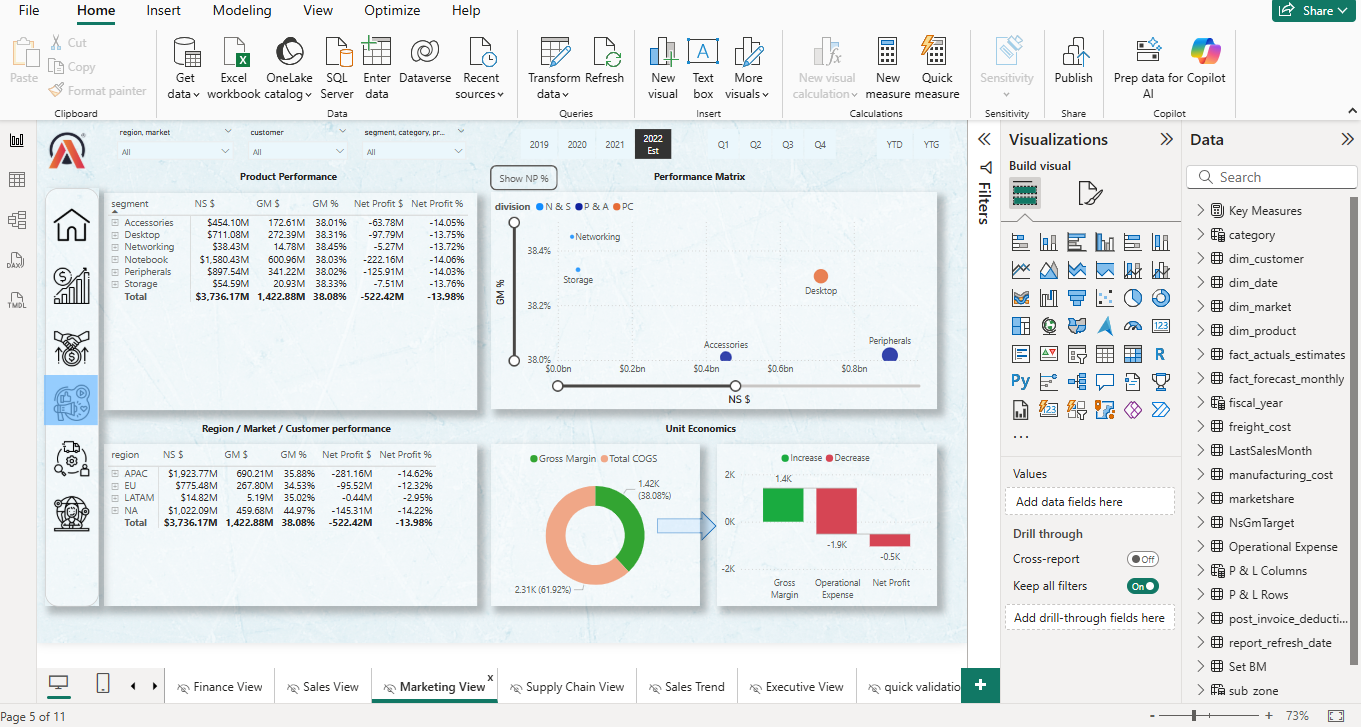 File Home Insert Modeling View Optimize Help Share
Paste Cut Copy Format painter
Get data Excel workbook OneLake catalog SQL Server Enter data Dataverse Recent sources
Transform data Refresh
New visual Text box More visuals
New visual calculation New measure Quick measure
Sensitivity
Publish
Prep data for AI Copilot
Clipboard Data Queries Insert Calculations Sensitivity Share Copilot
region, market customer segment, category, pr...
All All All
2019 2020 2021 2022 Est Q1 Q2 Q3 Q4 YTD YTG
Product Performance
segment NS $ GM $ GM % Net Profit $ Net Profit %
Accessories $454.10M 172.61M 38.01% -63.78M -14.05%
Desktop $711.08M 272.39M 38.31% -97.79M -13.75%
Networking $38.43M 14.78M 38.45% -5.27M -13.72%
Notebook $1,580.43M 600.96M 38.03% -222.16M -14.06%
Peripherals $897.54M 341.22M 38.02% -125.91M -14.03%
Storage $54.59M 20.93M 38.33% -7.51M -13.76%
Total $3,736.17M 1,422.88M 38.08% -522.42M -13.98%
Show NP %
Performance Matrix
division N & S P & A PC
GM %
38.4%
38.2%
38.0%
Networking
Storage
Desktop
Accessories
Peripherals
$0.0bn $0.2bn $0.4bn $0.6bn $0.8bn
NS $
Region / Market / Customer performance
region NS $ GM $ GM % Net Profit $ Net Profit %
APAC $1,923.77M 690.21M 35.88% -281.16M -14.62%
EU $775.48M 267.80M 34.53% -95.52M -12.32%
LATAM $14.82M 5.19M 35.02% -0.44M -2.95%
NA $1,022.09M 459.68M 44.97% -145.31M -14.22%
Total $3,736.17M 1,422.88M 38.08% -522.42M -13.98%
Unit Economics
Gross Margin Total COGS
1.42K
(38.08%)
2.31K (61.92%)
Increase Decrease
2K
0K
-2K
1.4K
-1.9K
-0.5K
Gross Margin Operational Expense Net Profit
Filters
Visualizations
Build visual
Values
Add data fields here
Drill through
Cross-report Off
Keep all filters On
Add drill-through fields here
Data
Search
Key Measures
category
dim_customer
dim_date
dim_market
dim_product
fact_actuals_estimates
fact_forecast_monthly
fiscal_year
freight_cost
LastSalesMonth
manufacturing_cost
marketshare
NsGmTarget
Operational Expense
P & L Columns
P & L Rows
post_invoice_deducti...
report_refresh_date
Set BM
sub_zone
DAX
TMDL
Finance View Sales View Marketing View x Supply Chain View Sales Trend Executive View quick validatio +
Page 5 of 11
- + 73%